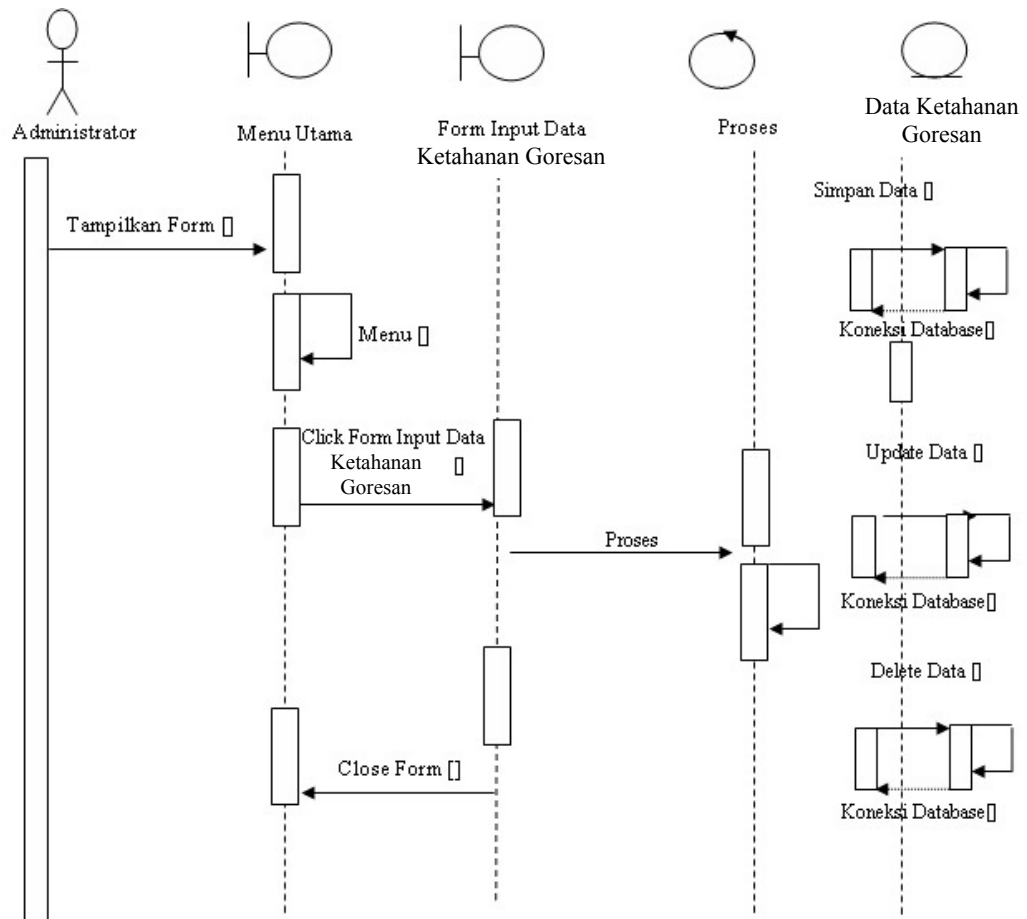 Administrator
Menu Utama
Form Input Data
Ketahanan Goresan
Proses
Data Ketahanan
Goresan
Simpan Data []
Tampilkan Form []
Koneksi Database[]
Menu []
Click Form Input Data
Ketahanan []
Goresan
Update Data []
Proses
Koneksi Database[]
Delete Data []
Close Form []
Koneksi Database[]